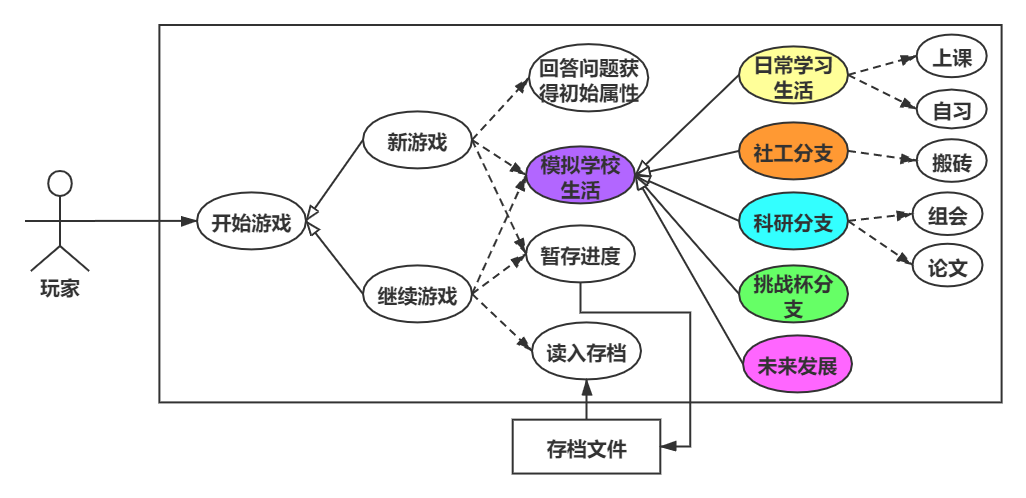 玩家
开始游戏
新游戏
继续游戏
回答问题获
得初始属性
模拟学校
生活
暂存进度
读入存档
存档文件
日常学习
生活
社工分支
科研分支
挑战杯分
支
未来发展
上课
自习
搬砖
组会
论文